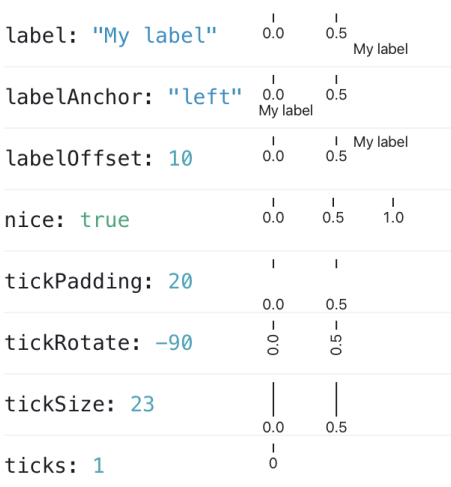 label: "My label" 0.0 0.5
My label
labelAnchor: "left" 0.0 0.5
My label
labelOffset: 10 0.0 0.5 My label
nice: true 0.0 0.5 1.0
tickPadding: 20
0.0 0.5
tickRotate: -90 0.0 0.5
tickSize: 23
0.0 0.5
ticks: 1 0